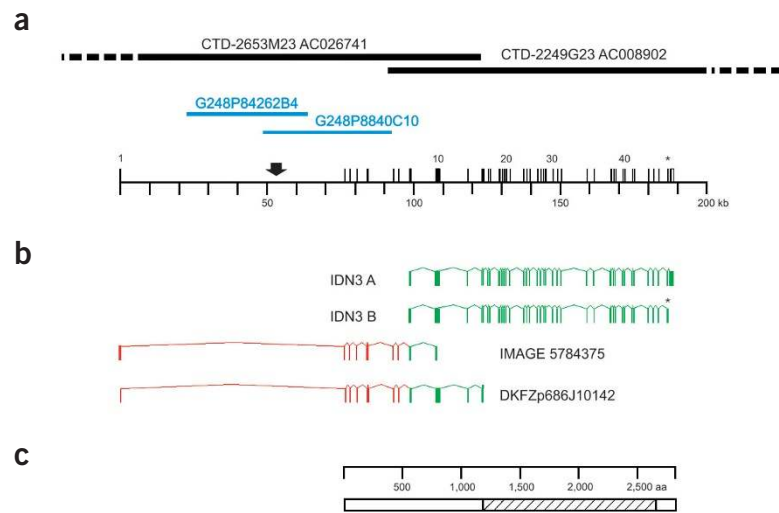 a
CTD-2653M23 AC026741
CTD-2249G23 AC008902
G248P84262B4
G248P8840C10
1 10 20 30 40 *
50 100 150 200 kb
b
IDN3 A
IDN3 B *
IMAGE 5784375
DKFZp686J10142
c
500 1,000 1,500 2,000 2,500 aa